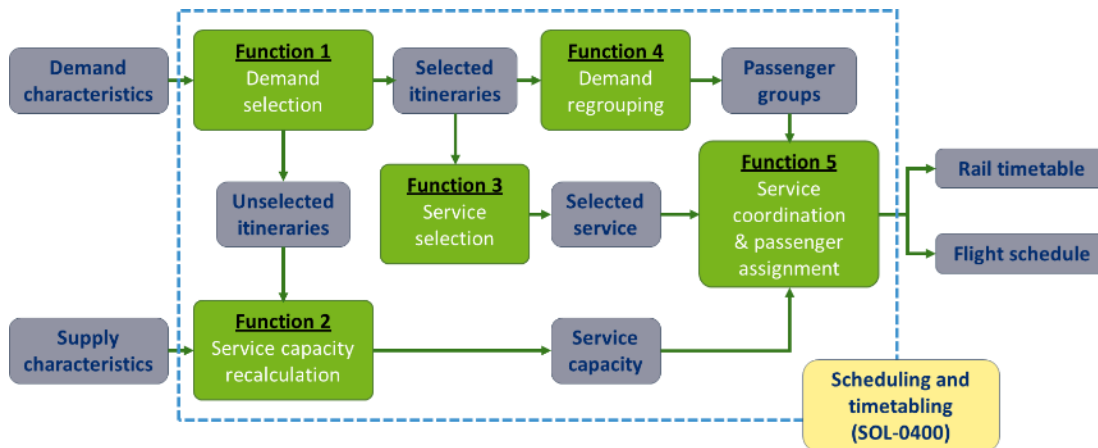 Demand
characteristics
Function 1
Demand
selection
Selected
itineraries
Function 4
Demand
regrouping
Passenger
groups
Unselected
itineraries
Function 3
Service
selection
Selected
service
Function 5
Service
coordination
& passenger
assignment
Rail timetable
Flight schedule
Supply
characteristics
Function 2
Service capacity
recalculation
Service
capacity
Scheduling and
timetabling
(SOL-0400)